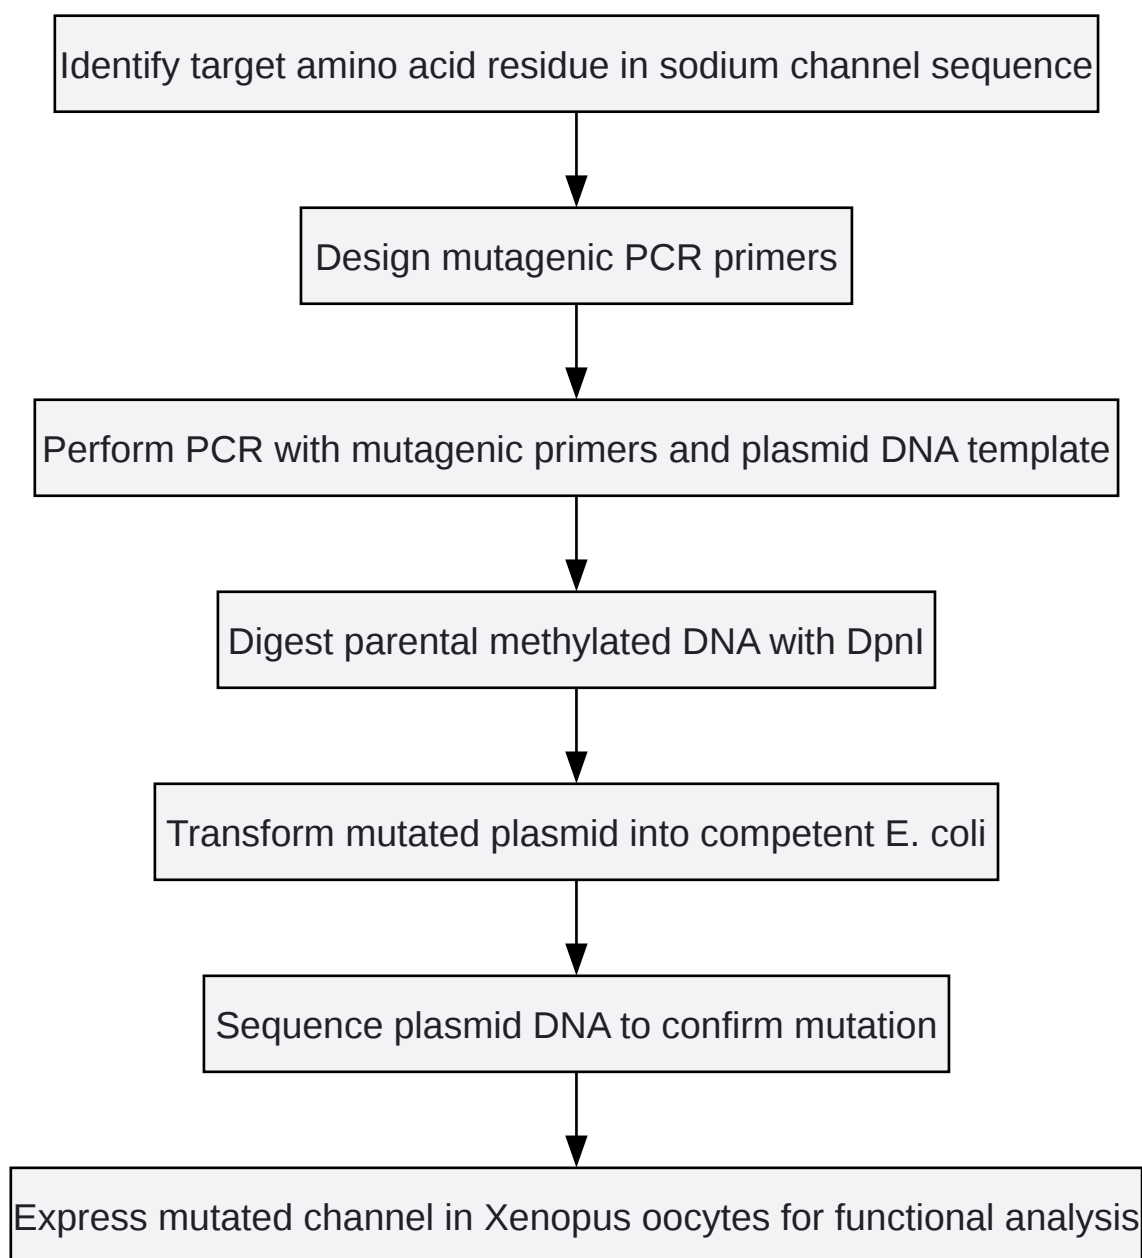 Identify target amino acid residue in sodium channel sequence
Design mutagenic PCR primers
Perform PCR with mutagenic primers and plasmid DNA template
Digest parental methylated DNA with DpnI
Transform mutated plasmid into competent E. coli
Sequence plasmid DNA to confirm mutation
Express mutated channel in Xenopus oocytes for functional analysis